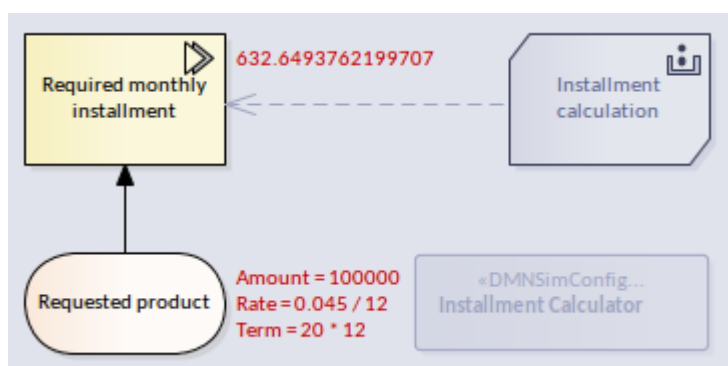 Required monthly
installment
632.6493762199707
Installment
calculation
Requested product
Amount = 100000
Rate = 0.045 / 12
Term = 20 * 12
«DMNSimConfig...
Installment Calculator